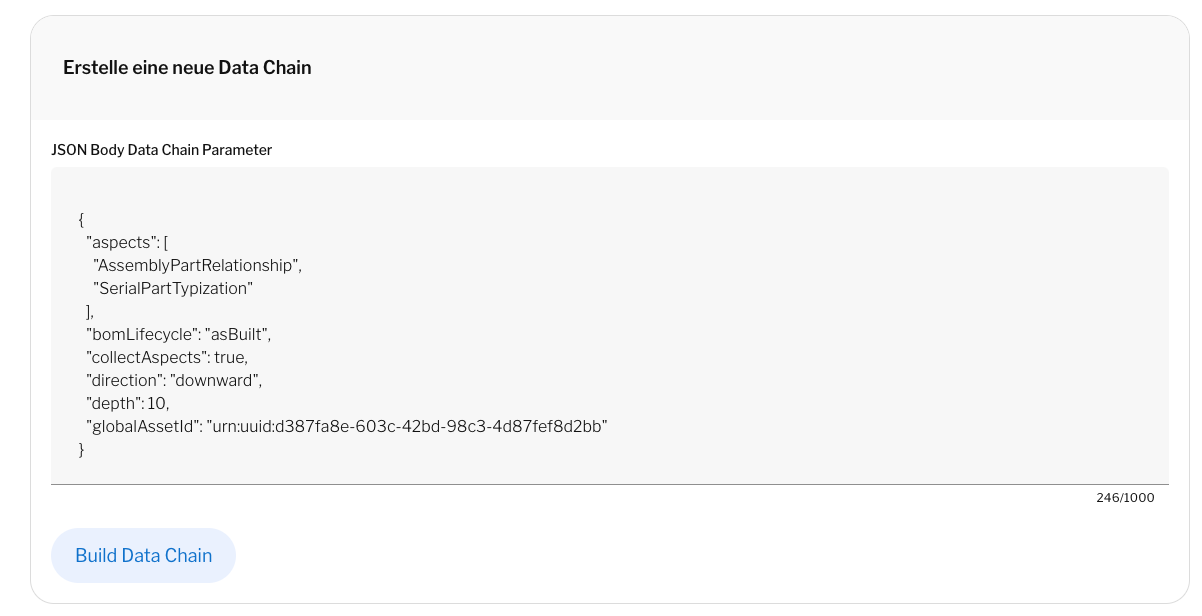 Erstelle eine neue Data Chain
JSON Body Data Chain Parameter
{
"aspects": [
"AssemblyPartRelationship",
"SerialPartTypization"
],
"bomLifecycle": "asBuilt",
"collectAspects": true,
"direction": "downward",
"depth": 10,
"globalAssetId": "urn:uuid:d387fa8e-603c-42bd-98c3-4d87fef8d2bb"
}
246/1000
Build Data Chain